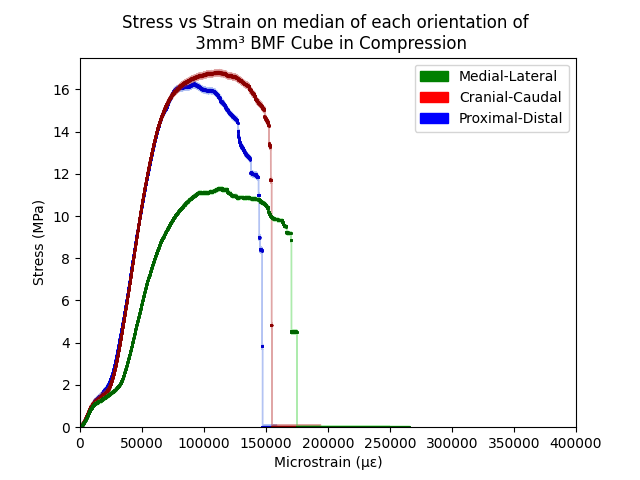 Stress vs Strain on median of each orientation of
3mm³ BMF Cube in Compression
Medial-Lateral
Cranial-Caudal
Proximal-Distal
Stress (MPa)
16
14
12
10
8
6
4
2
0
0 50000 100000 150000 200000 250000 300000 350000 400000
Microstrain (με)